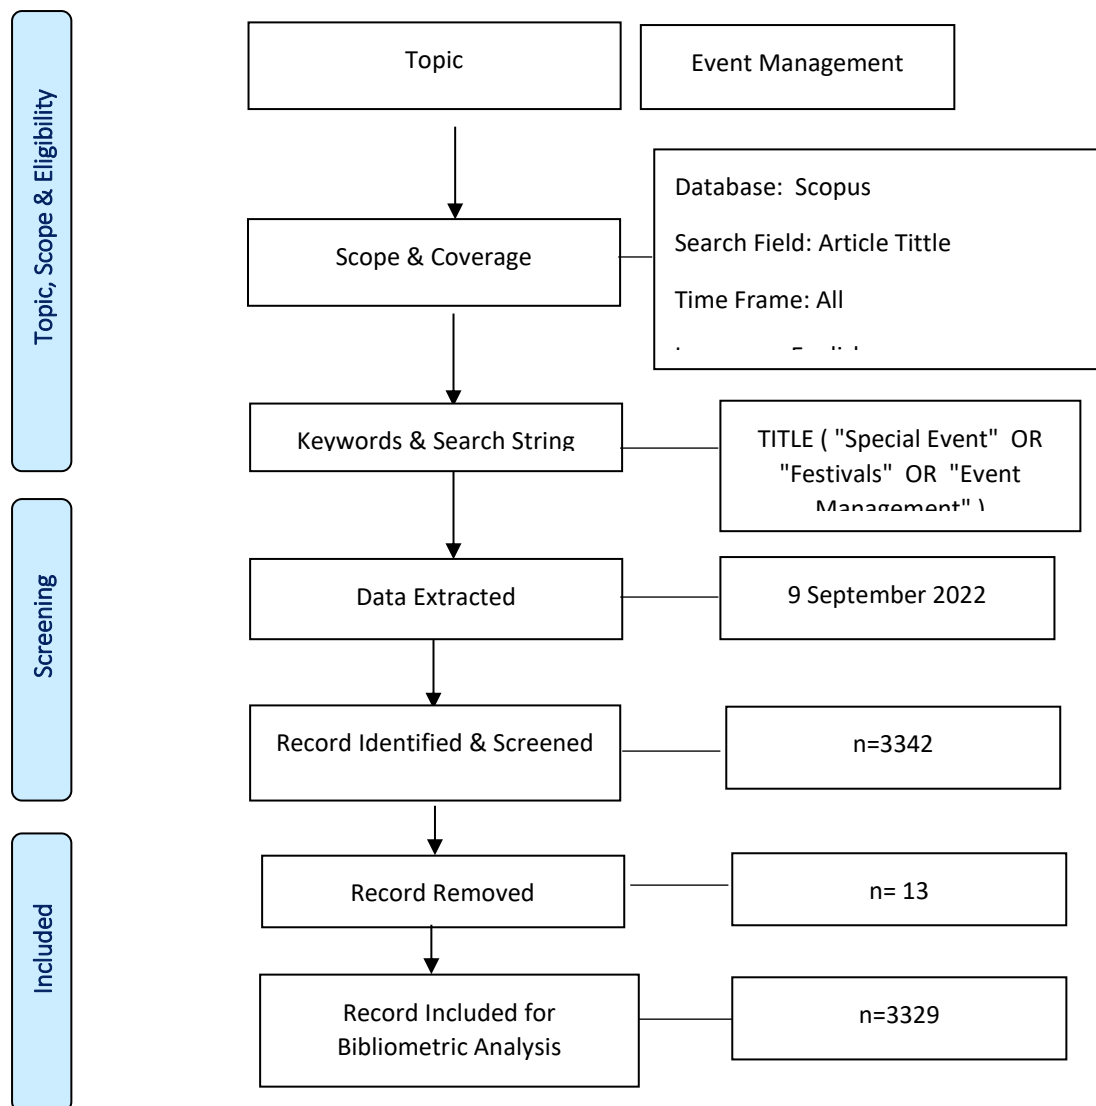 Topic, Scope & Eligibility
Topic
Event Management
Scope & Coverage
Database: Scopus
Search Field: Article Tittle
Time Frame: All
Keywords & Search String
TITLE ( "Special Event" OR
"Festivals" OR "Event
Management" )
Screening
Data Extracted
9 September 2022
Record Identified & Screened
n=3342
Included
Record Removed
n= 13
Record Included for
Bibliometric Analysis
n=3329